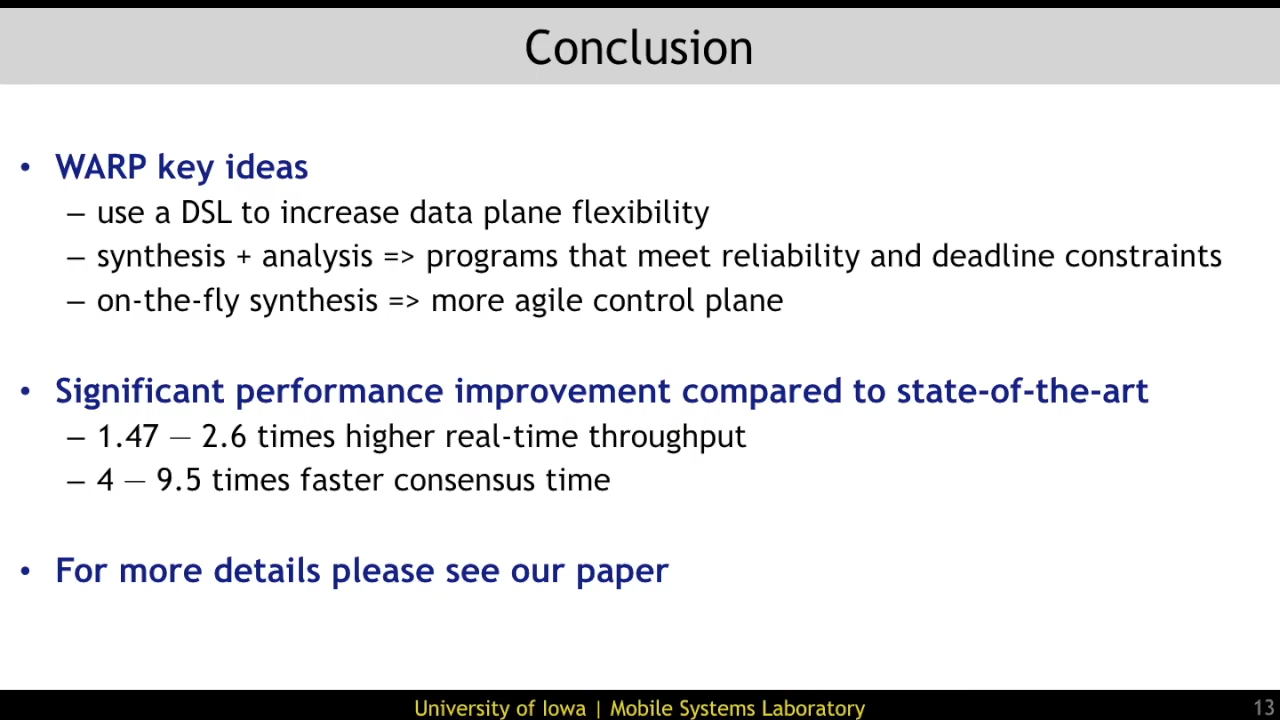 Conclusion
• WARP key ideas
– use a DSL to increase data plane flexibility
– synthesis + analysis => programs that meet reliability and deadline constraints
– on-the-fly synthesis => more agile control plane
• Significant performance improvement compared to state-of-the-art
– 1.47 — 2.6 times higher real-time throughput
– 4 — 9.5 times faster consensus time
• For more details please see our paper
University of Iowa | Mobile Systems Laboratory
13